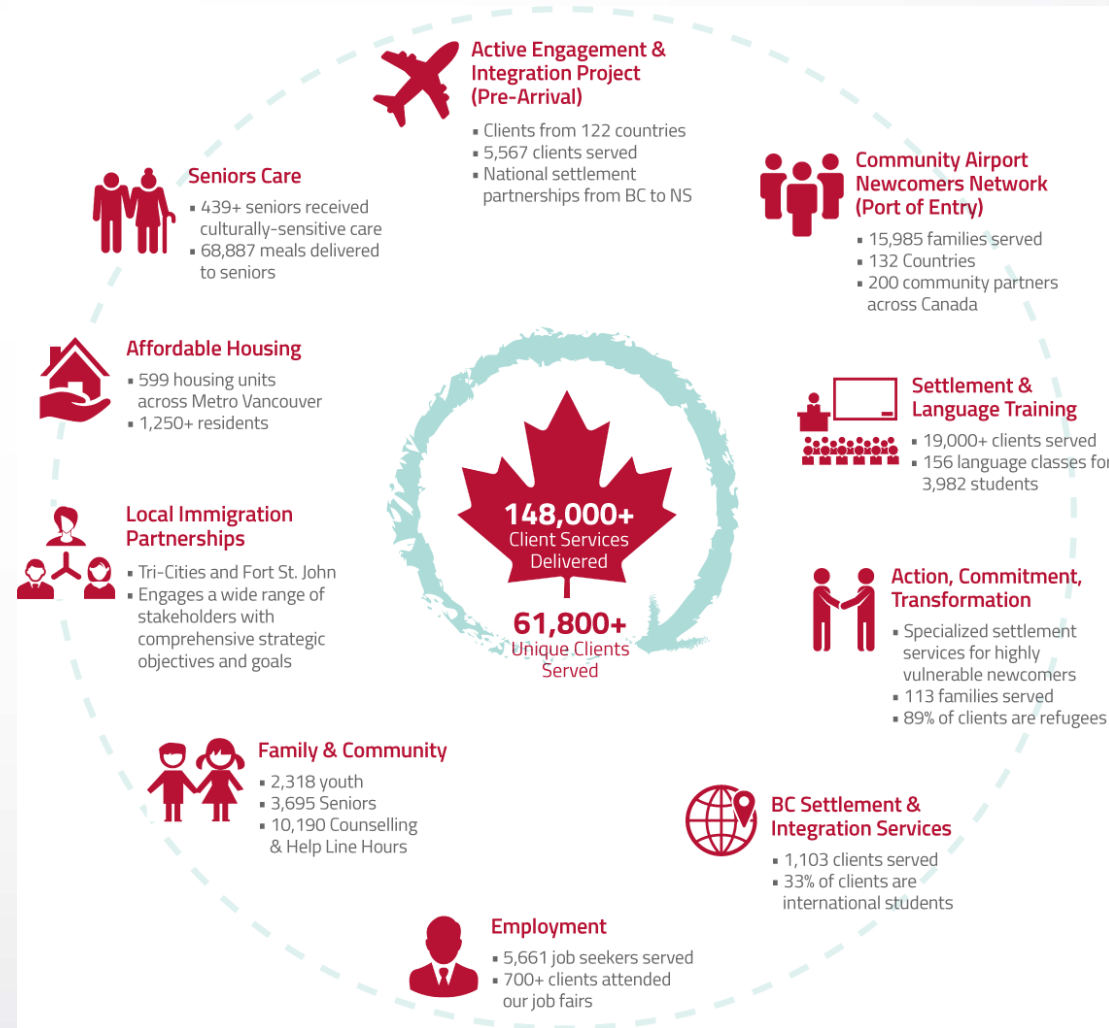 Active Engagement &
Integration Project
(Pre-Arrival)
▪ Clients from 122 countries
▪ 5,567 clients served
▪ National settlement
partnerships from BC to NS
Community Airport
Newcomers Network
(Port of Entry)
▪ 15,985 families served
▪ 132 Countries
▪ 200 community partners
across Canada
Settlement &
Language Training
▪ 19,000+ clients served
▪ 156 language classes for
3,982 students
Action, Commitment,
Transformation
▪ Specialized settlement
services for highly
vulnerable newcomers
▪ 113 families served
▪ 89% of clients are refugees
BC Settlement &
Integration Services
▪ 1,103 clients served
▪ 33% of clients are
international students
Employment
▪ 5,661 job seekers served
▪ 700+ clients attended
our job fairs
Family & Community
▪ 2,318 youth
▪ 3,695 Seniors
▪ 10,190 Counselling
& Help Line Hours
Local Immigration
Partnerships
▪ Tri-Cities and Fort St. John
▪ Engages a wide range of
stakeholders with
comprehensive strategic
objectives and goals
Affordable Housing
▪ 599 housing units
across Metro Vancouver
▪ 1,250+ residents
Seniors Care
▪ 439+ seniors received
culturally-sensitive care
▪ 68,887 meals delivered
to seniors
148,000+
Client Services
Delivered
61,800+
Unique Clients
Served